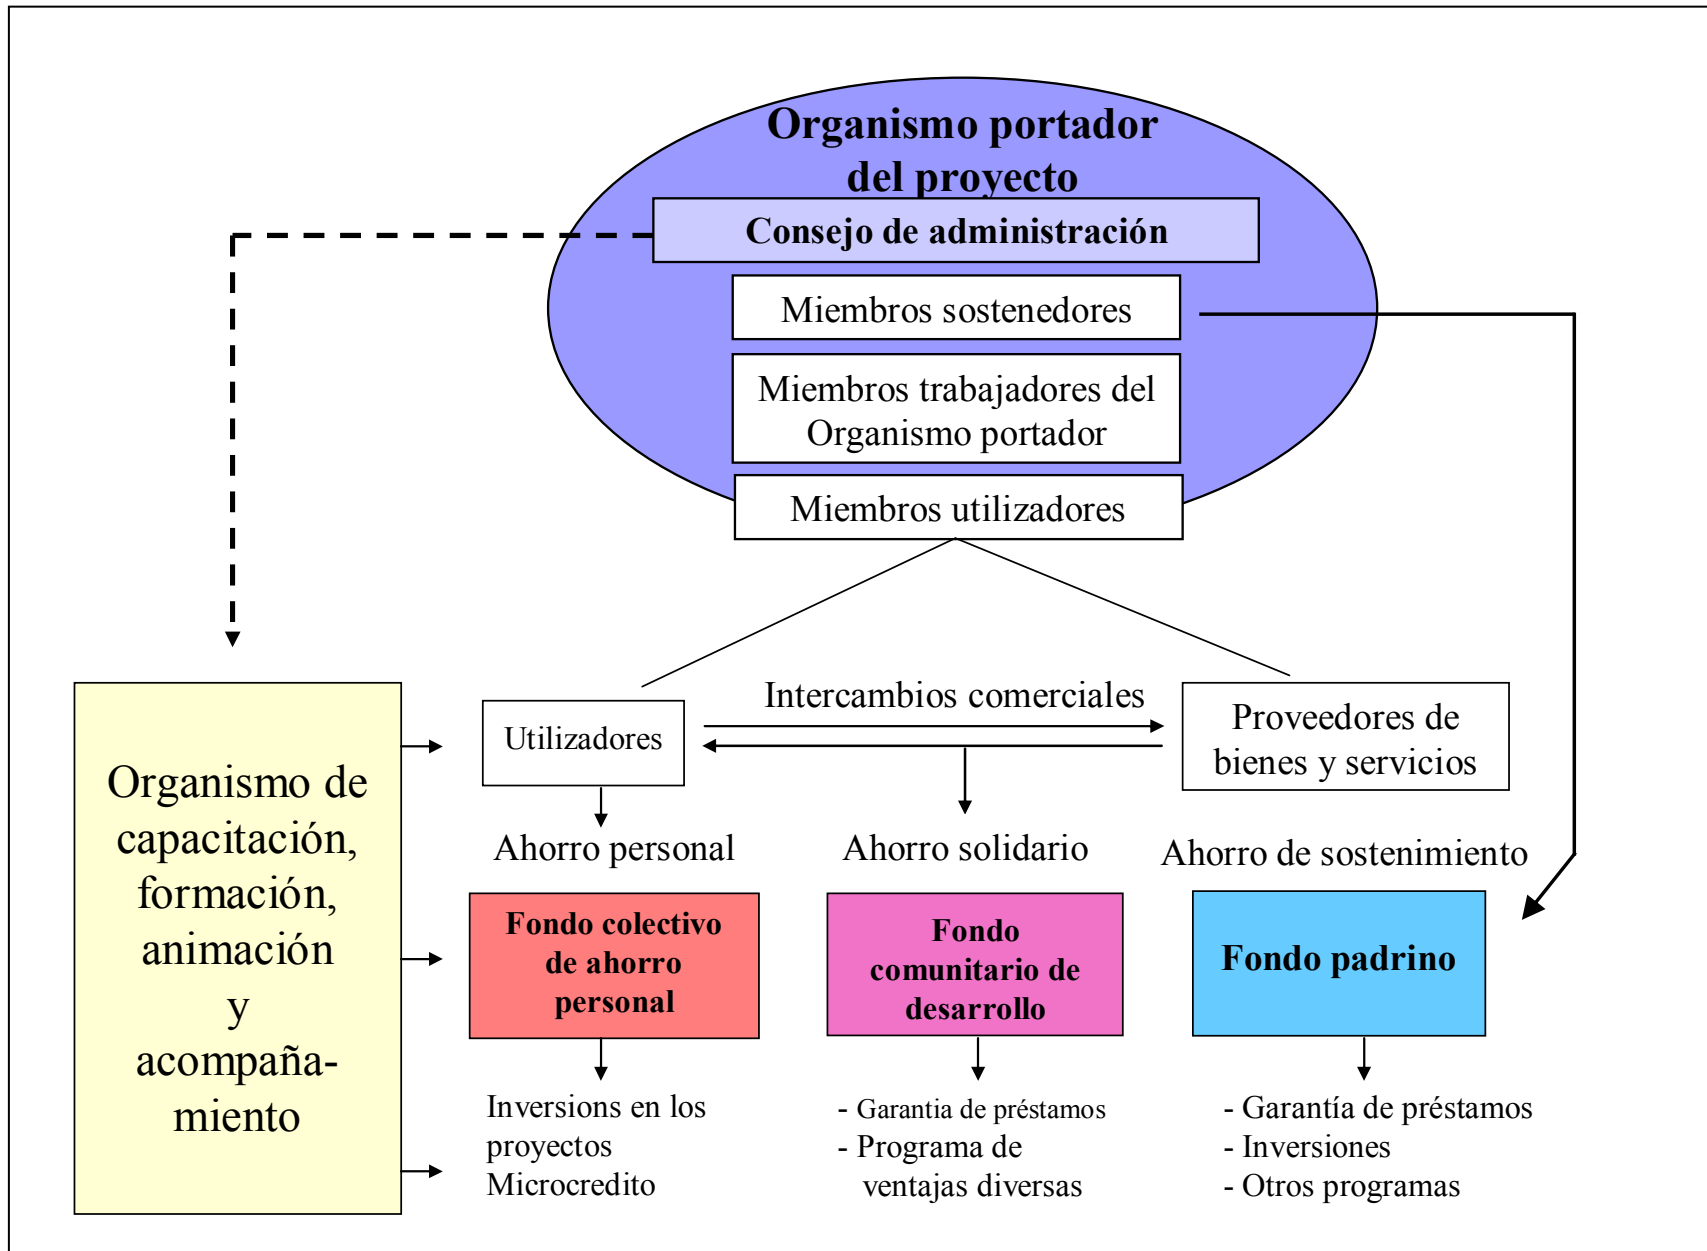 Organismo portador
del proyecto
Consejo de administración
Miembros sostenedores
Miembros trabajadores del
Organismo portador
Miembros utilizadores
Intercambios comerciales
Utilizadores
Proveedores de
bienes y servicios
Organismo de
capacitación,
formación,
animación
y
acompaña-
miento
Ahorro personal
Ahorro solidario
Ahorro de sostenimiento
Fondo colectivo
de ahorro
personal
Fondo
comunitario de
desarrollo
Fondo padrino
Inversions en los
proyectos
Microcredito
- Garantia de préstamos
- Programa de
ventajas diversas
- Garantía de préstamos
- Inversiones
- Otros programas